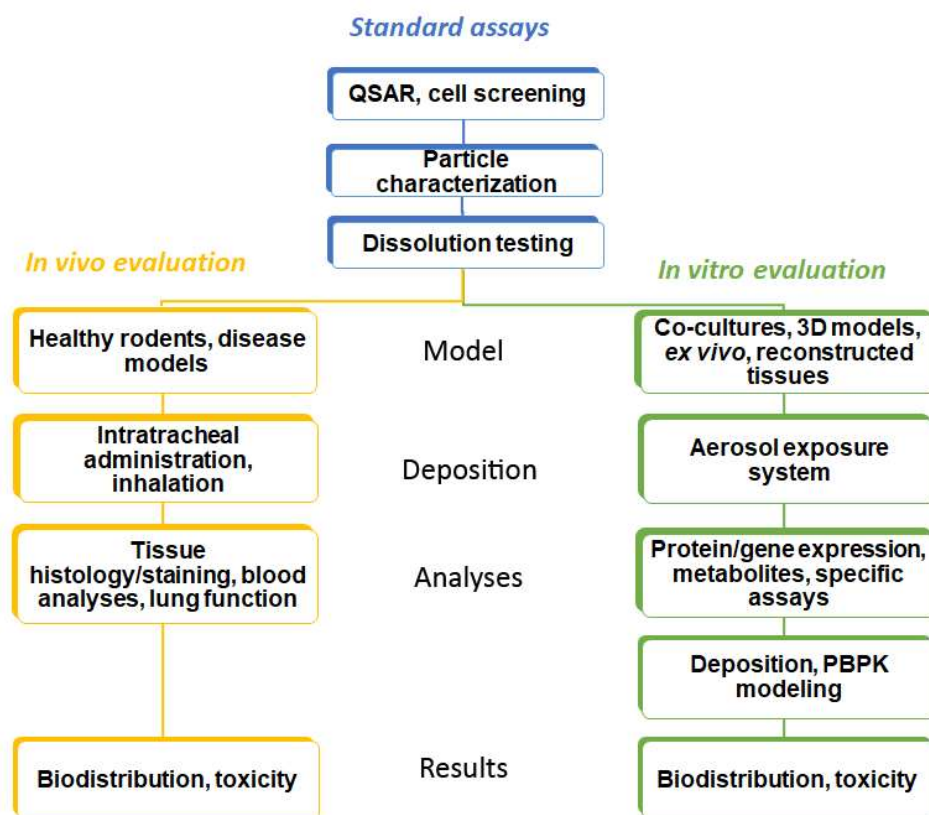 Standard assays
QSAR, cell screening
Particle
characterization
Dissolution testing
In vivo evaluation
In vitro evaluation
Healthy rodents, disease
models
Model
Co-cultures, 3D models,
ex vivo, reconstructed
tissues
Intratracheal
administration,
inhalation
Deposition
Aerosol exposure
system
Tissue
histology/staining, blood
analyses, lung function
Analyses
Protein/gene expression,
metabolites, specific
assays
Deposition, PBPK
modeling
Biodistribution, toxicity
Results
Biodistribution, toxicity